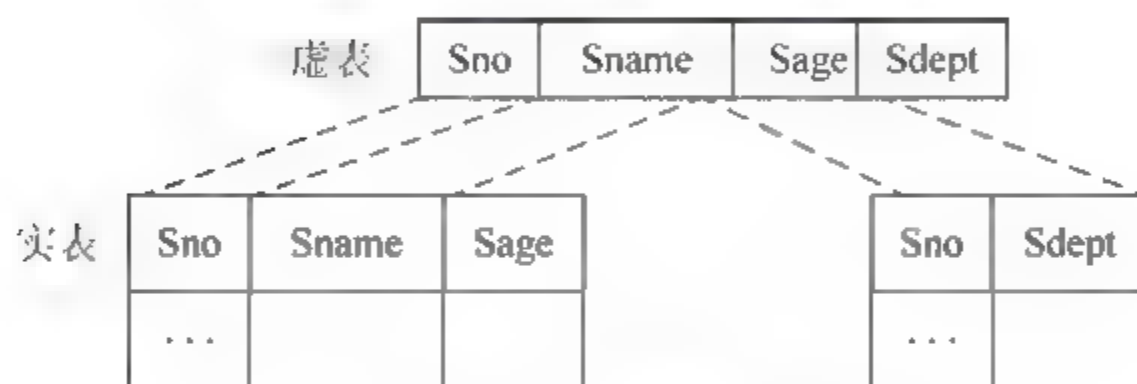 虚表 Sno Sname Sage Sdept
实表 Sno Sname Sage Sno Sdept
... ...